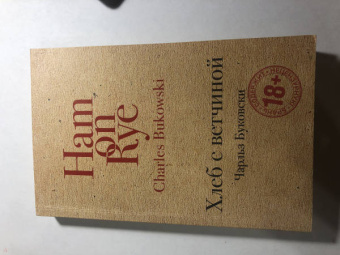 Ham
on
Rye
Charles Bukowski
Хлеб с ветчиной
Чарльз Буковски
18+